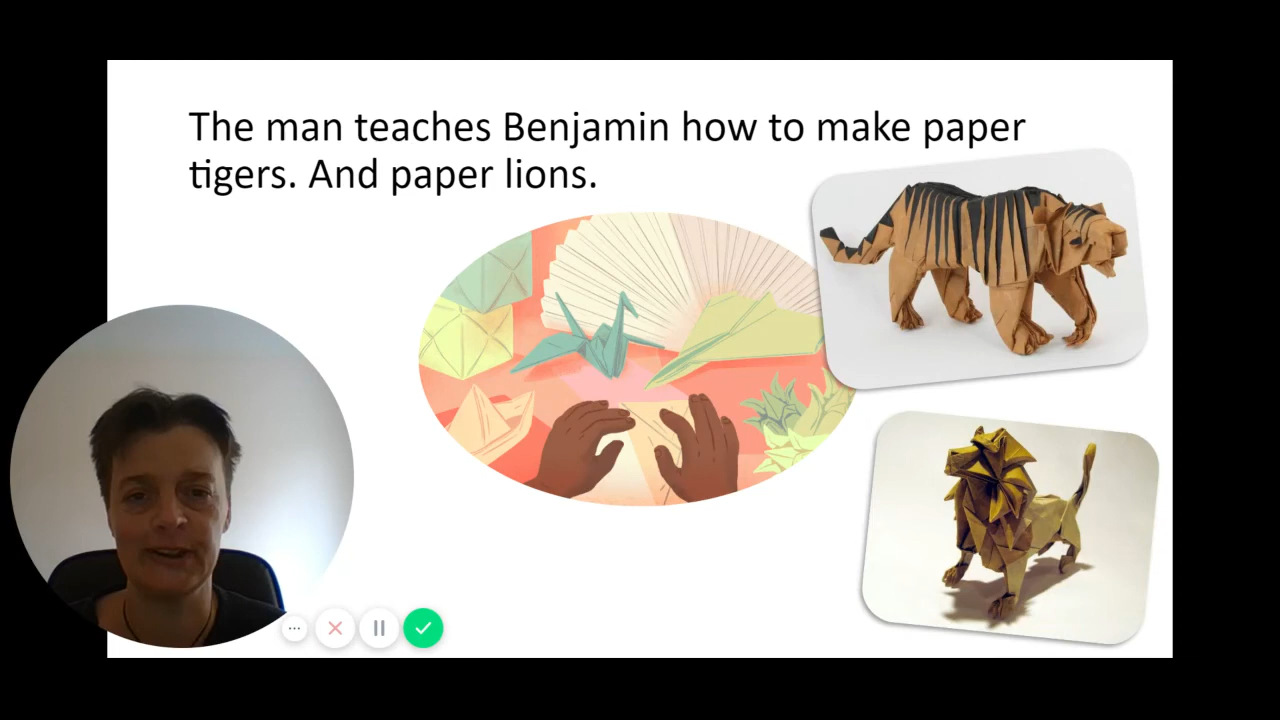 The man teaches Benjamin how to make paper
tigers. And paper lions.